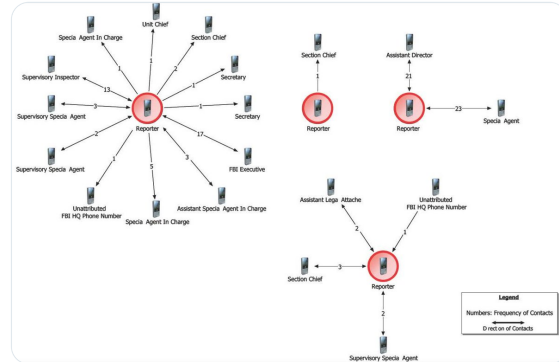 Unit Chief
Specia Agent In Charge
Section Chief
Supervisory Inspector
Secretary
Supervisory Specia Agent
Secretary
Supervisory Specia Agent
FBI Executive
Unattributed
FBI HQ Phone Number
Specia Agent In Charge
Assistant Specia Agent In Charge
Reporter
1
1
2
13
1
3
1
2
17
1
5
3
Section Chief
1
Reporter
Assistant Director
21
Reporter
23
Specia Agent
Assistant Lega Attache
Unattributed
FBI HQ Phone Number
2
1
Section Chief
3
Reporter
2
Supervisory Specia Agent
Legend
Numbers: Frequency of Contacts
D rect on of Contacts